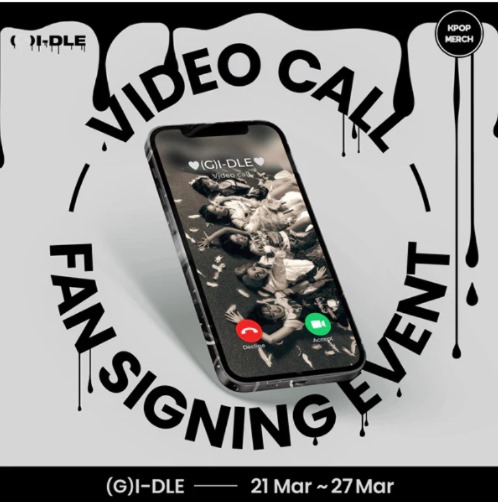 (G)I-DLE
KPOP
MERCH
VIDEO CALL
(G)I-DLE
Video call
Decline
Accept
FAN SIGNING EVENT
(G)I-DLE
21 Mar ~ 27 Mar